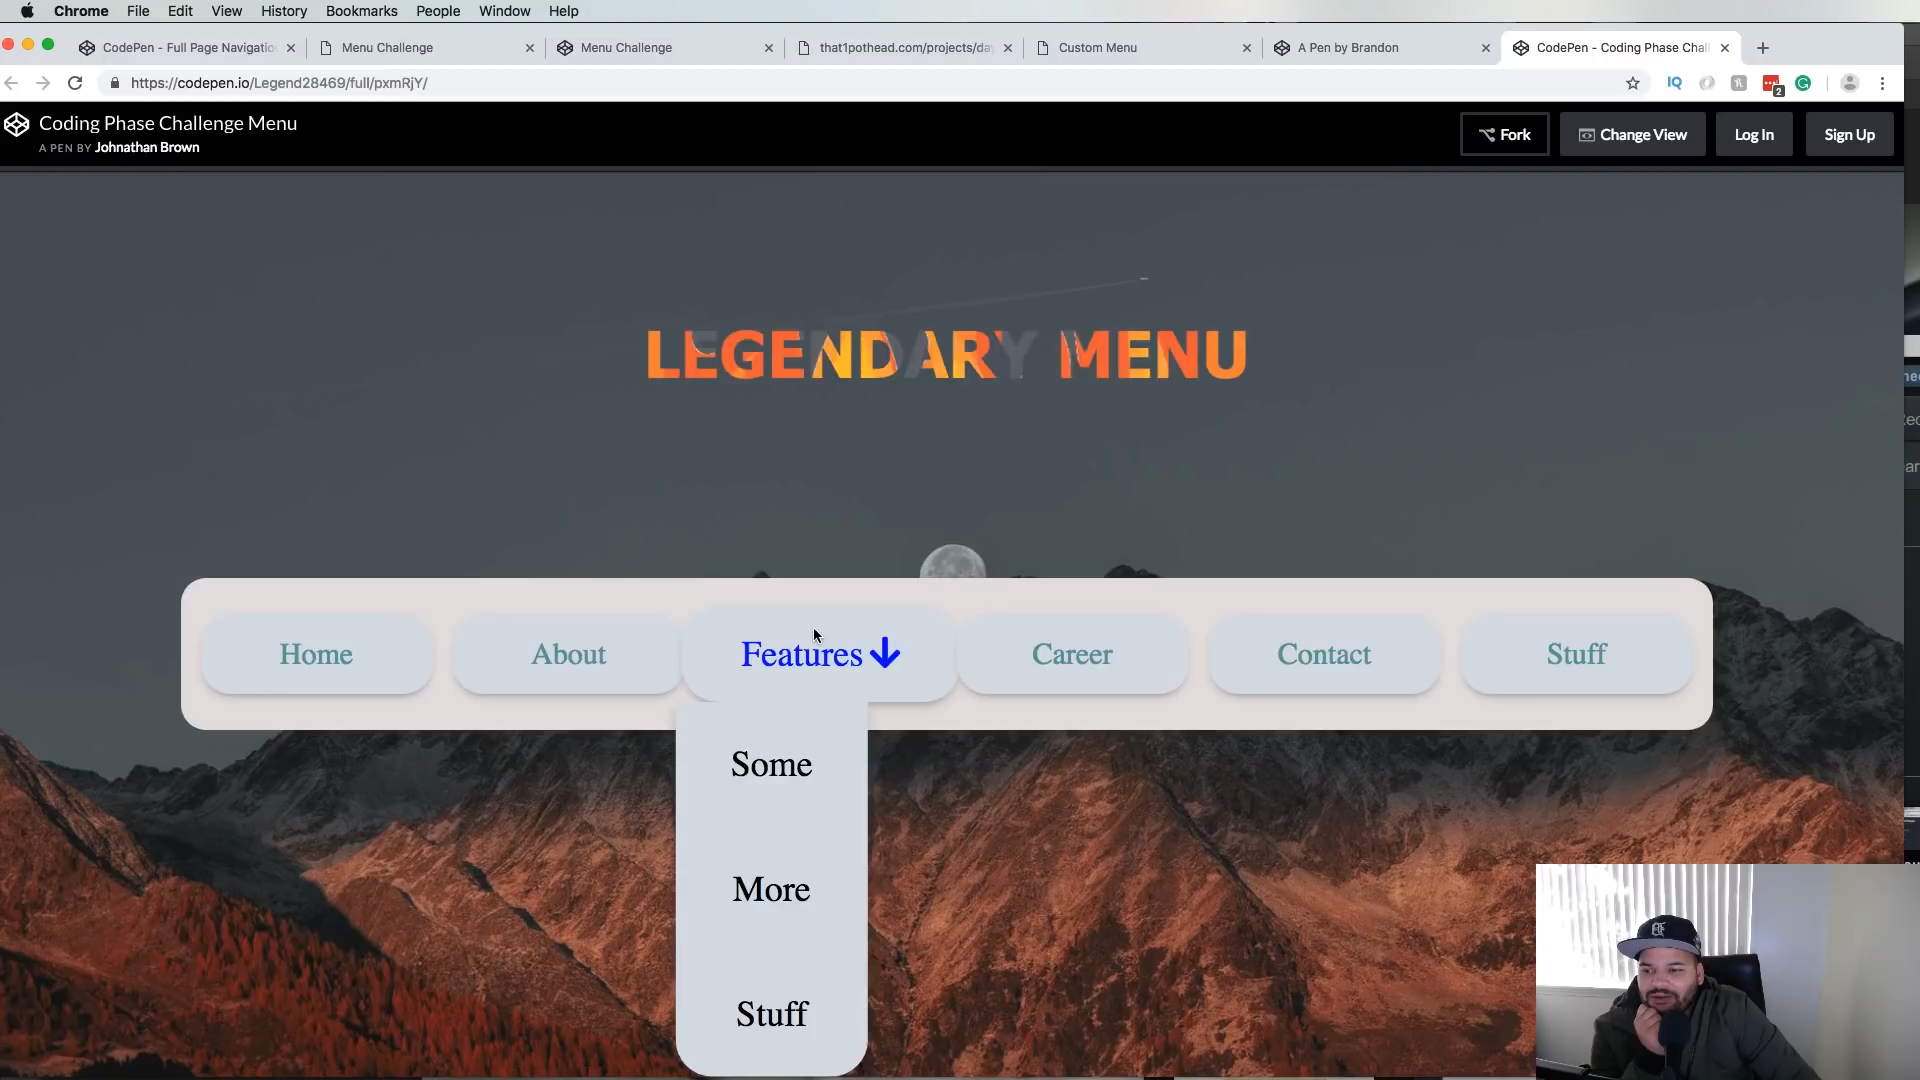 Chrome File Edit View History Bookmarks People Window Help
CodePen - Full Page Navigatio
Menu Challenge
Menu Challenge
that1pothead.com/projects/da
Custom Menu
A Pen by Brandon
CodePen - Coding Phase Chal
https://codepen.io/Legend28469/full/pxmRjY/
IQ
2
Coding Phase Challenge Menu
A PEN BY Johnathan Brown
Fork
Change View
Log In
Sign Up
LEGENDARY MENU
Home
About
Features
Career
Contact
Stuff
Some
More
Stuff